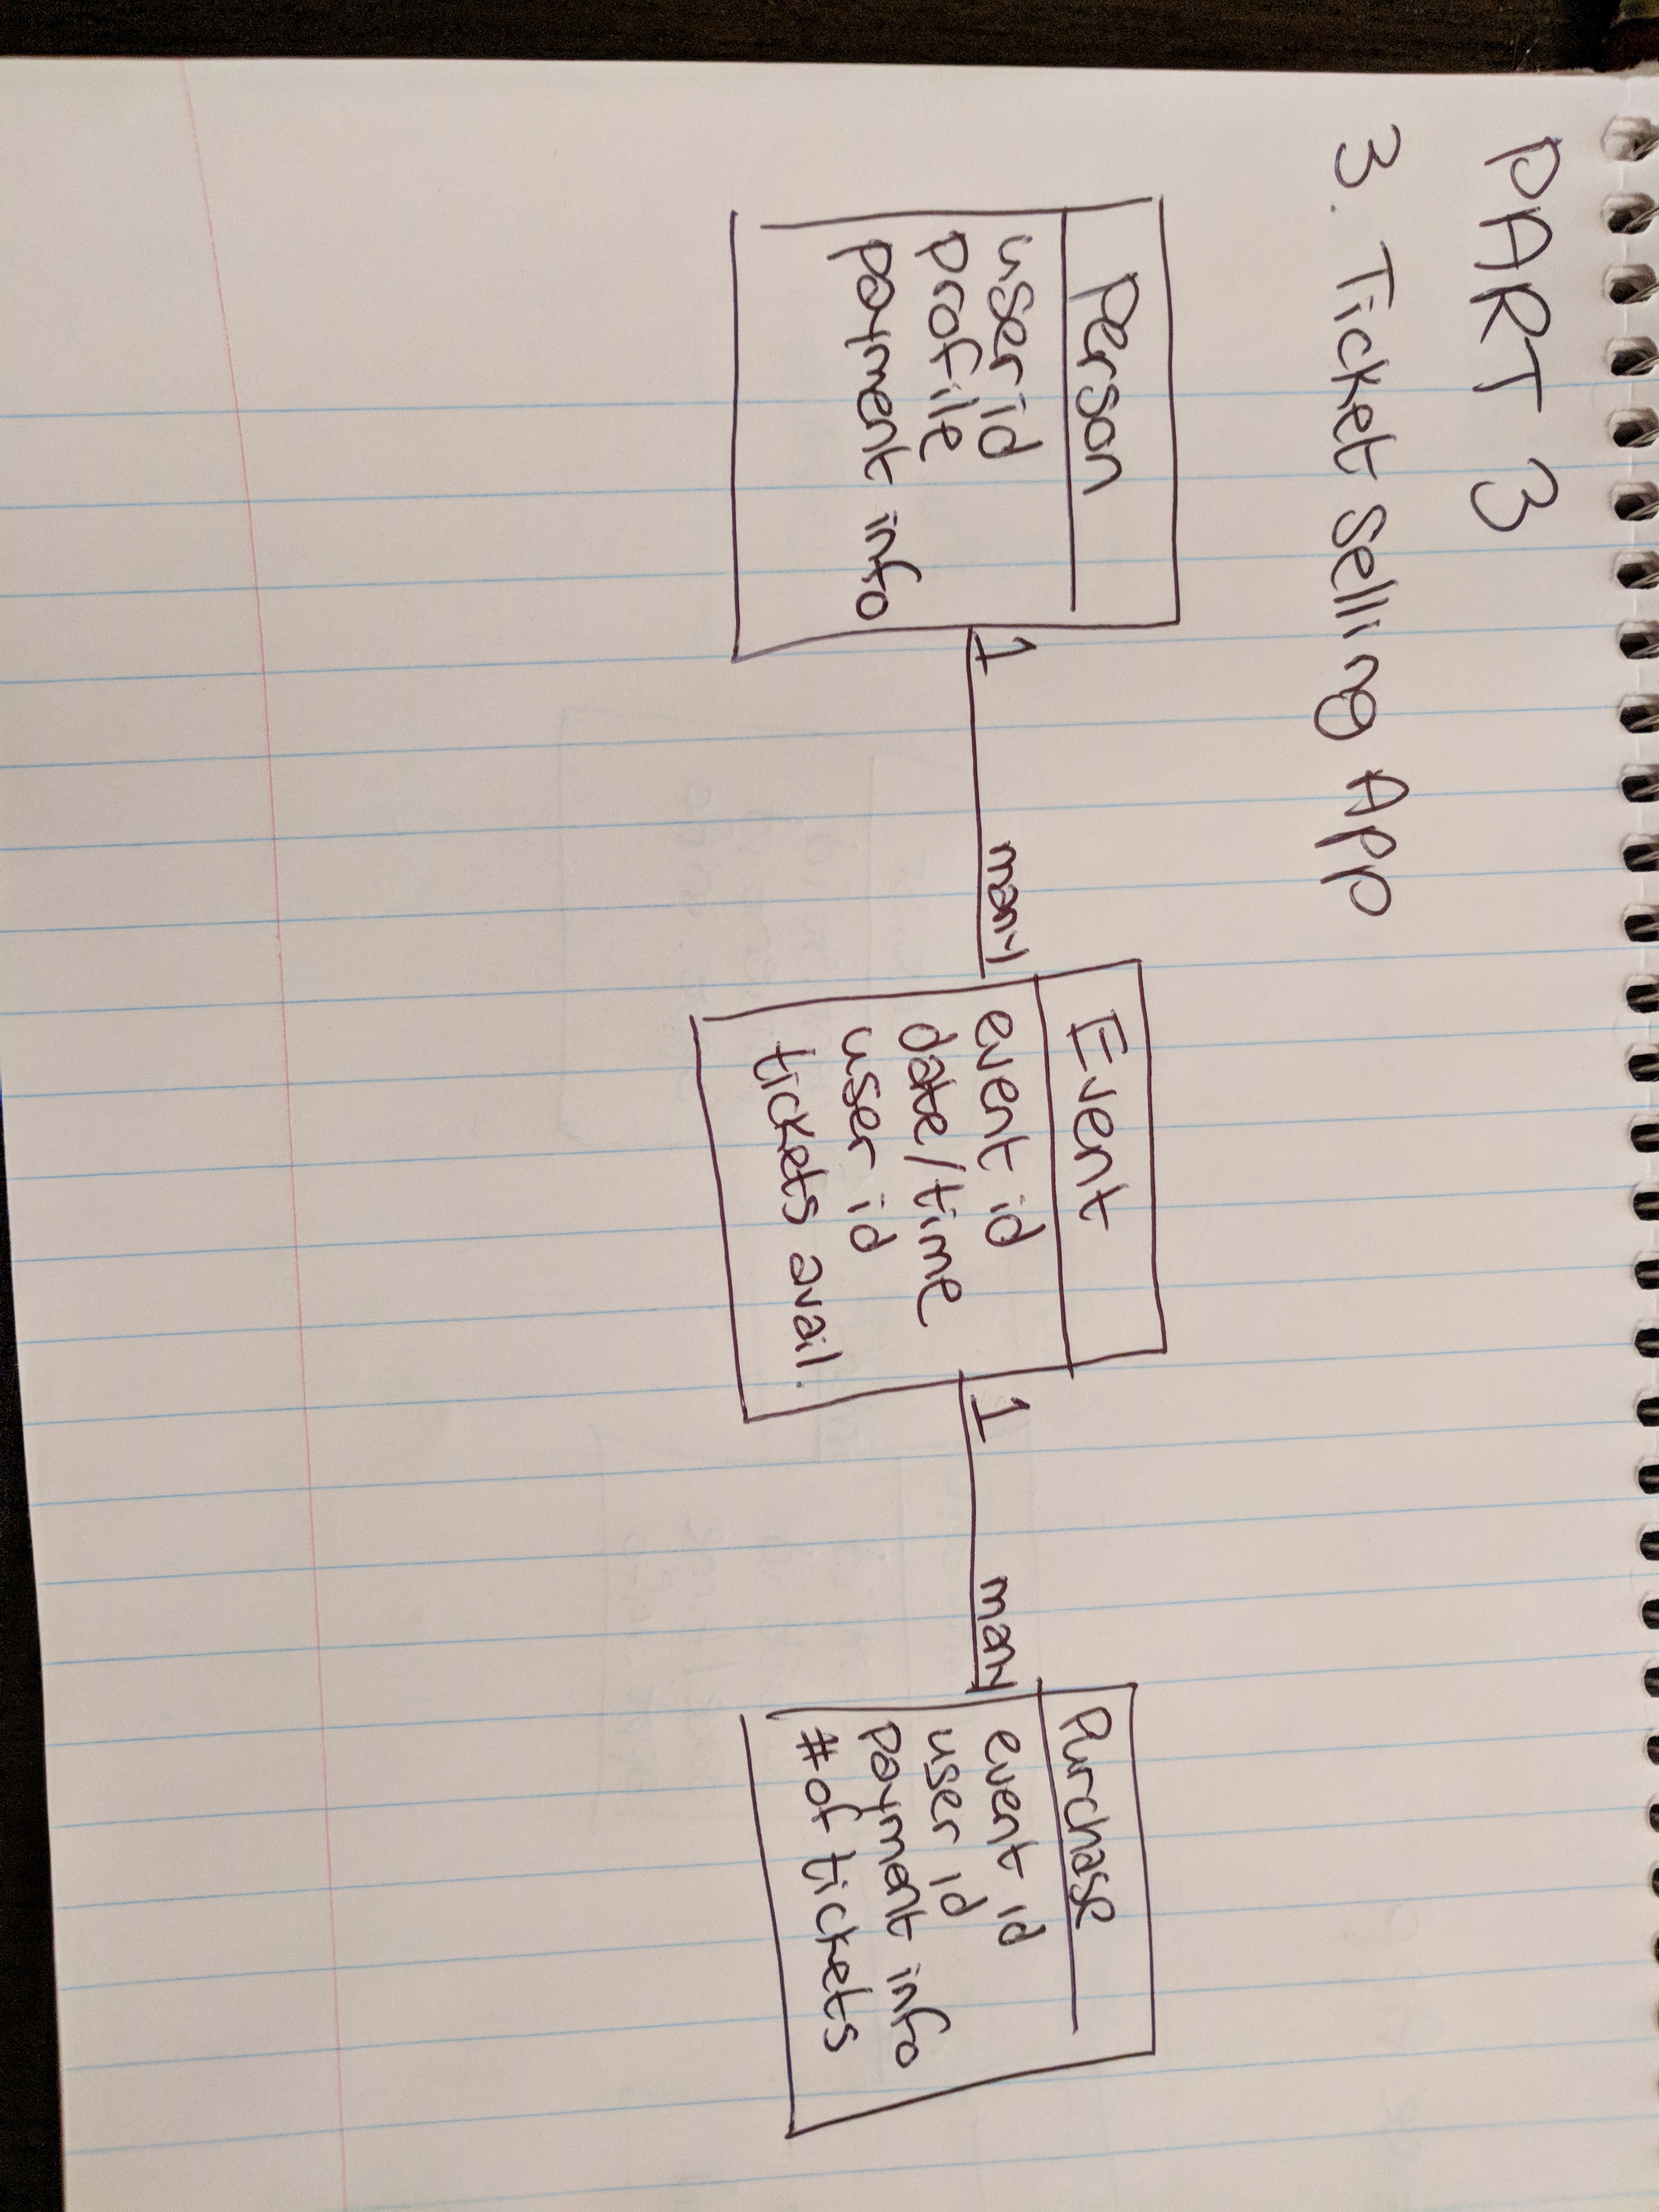 PART 3
3. Ticket Selling App
Person
user id
profile
payment info
1
many
Event
event id
date/time
user id
tickets avail.
1
many
Purchase
event id
user id
payment info
# of tickets